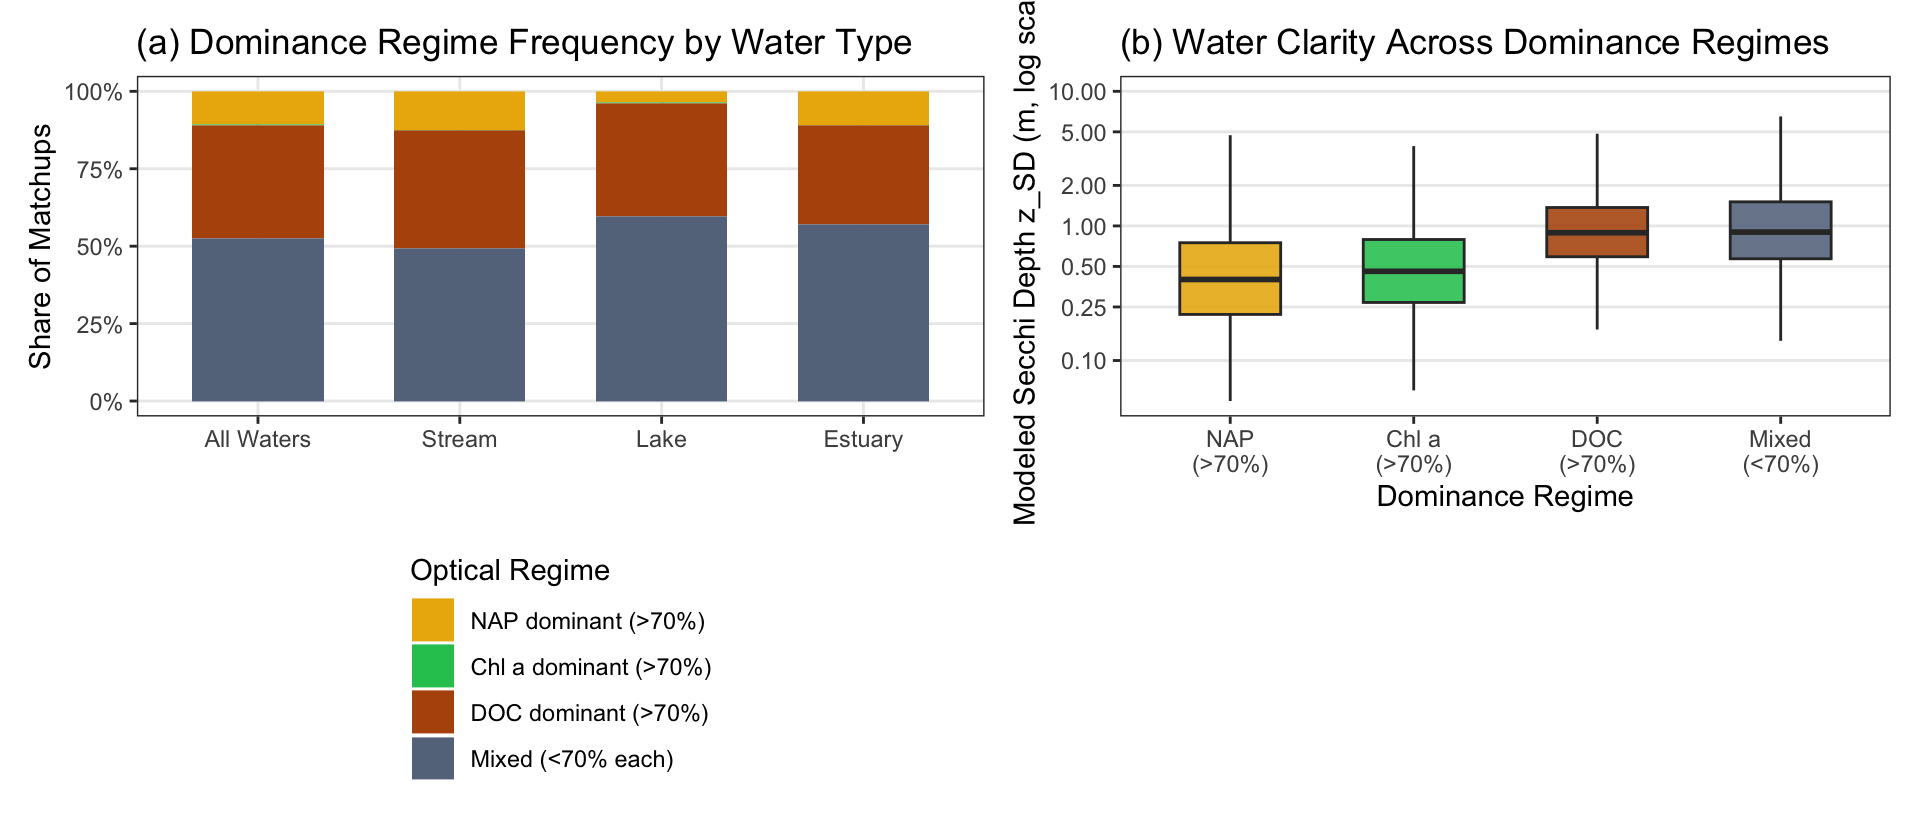 (a) Dominance Regime Frequency by Water Type
Share of Matchups
100%
75%
50%
25%
0%
All Waters
Stream
Lake
Estuary
(b) Water Clarity Across Dominance Regimes
Modeled Secchi Depth z_SD (m, log sca
10.00
5.00
2.00
1.00
0.50
0.25
0.10
NAP
(>70%)
Chl a
(>70%)
DOC
(>70%)
Mixed
(<70%)
Dominance Regime
Optical Regime
NAP dominant (>70%)
Chl a dominant (>70%)
DOC dominant (>70%)
Mixed (<70% each)